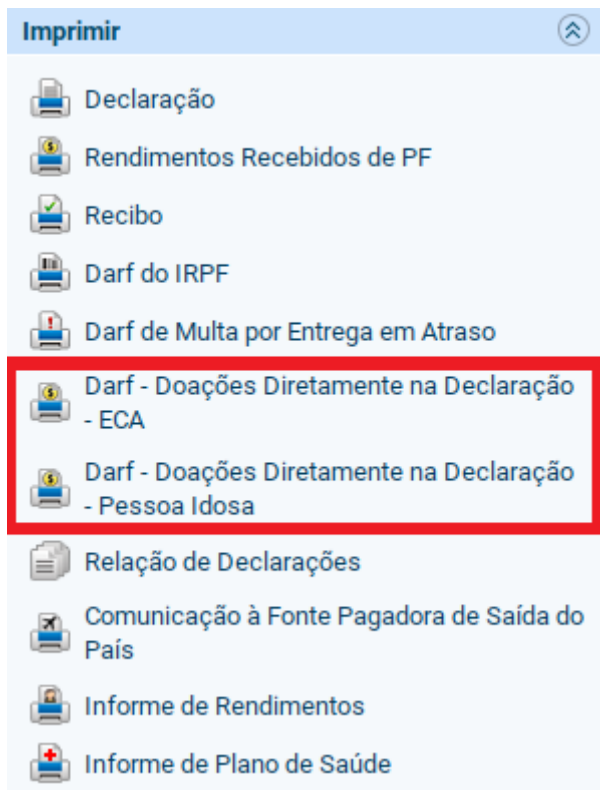 Imprimir
Declaração
Rendimentos Recebidos de PF
Recibo
Darf do IRPF
Darf de Multa por Entrega em Atraso
Darf - Doações Diretamente na Declaração
- ECA
Darf - Doações Diretamente na Declaração
- Pessoa Idosa
Relação de Declarações
Comunicação à Fonte Pagadora de Saída do
País
Informe de Rendimentos
Informe de Plano de Saúde